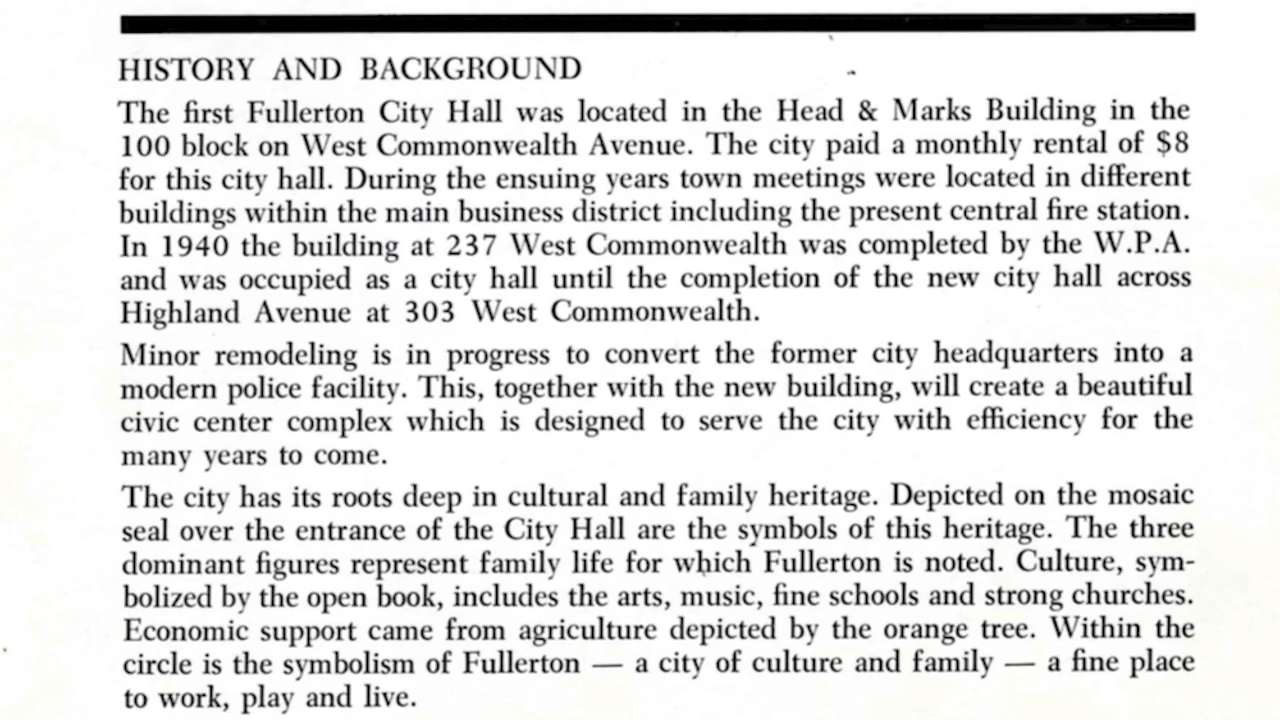 HISTORY AND BACKGROUND
The first Fullerton City Hall was located in the Head & Marks Building in the
100 block on West Commonwealth Avenue. The city paid a monthly rental of $8
for this city hall. During the ensuing years town meetings were located in different
buildings within the main business district including the present central fire station.
In 1940 the building at 237 West Commonwealth was completed by the W.P.A.
and was occupied as a city hall until the completion of the new city hall across
Highland Avenue at 303 West Commonwealth.
Minor remodeling is in progress to convert the former city headquarters into a
modern police facility. This, together with the new building, will create a beautiful
civic center complex which is designed to serve the city with efficiency for the
many years to come.
The city has its roots deep in cultural and family heritage. Depicted on the mosaic
seal over the entrance of the City Hall are the symbols of this heritage. The three
dominant figures represent family life for which Fullerton is noted. Culture, sym-
bolized by the open book, includes the arts, music, fine schools and strong churches.
Economic support came from agriculture depicted by the orange tree. Within the
circle is the symbolism of Fullerton — a city of culture and family — a fine place
to work, play and live.